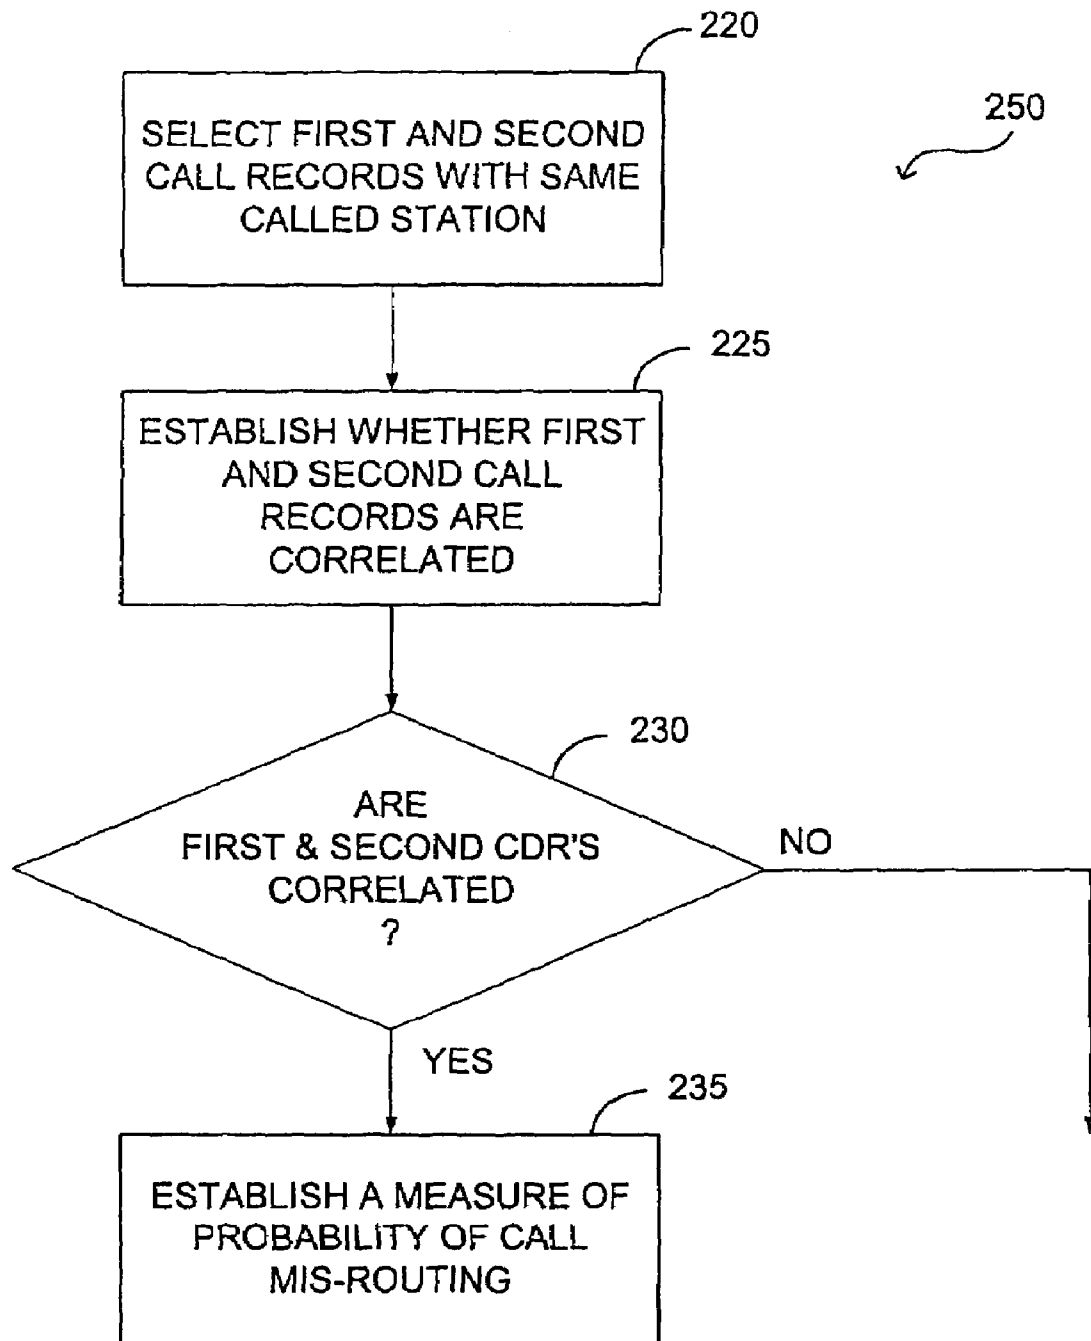 220
250
SELECT FIRST AND SECOND
CALL RECORDS WITH SAME
CALLED STATION
225
ESTABLISH WHETHER FIRST
AND SECOND CALL
RECORDS ARE
CORRELATED
230
ARE
FIRST & SECOND CDR'S
CORRELATED
?
NO
YES
235
ESTABLISH A MEASURE OF
PROBABILITY OF CALL
MIS-ROUTING